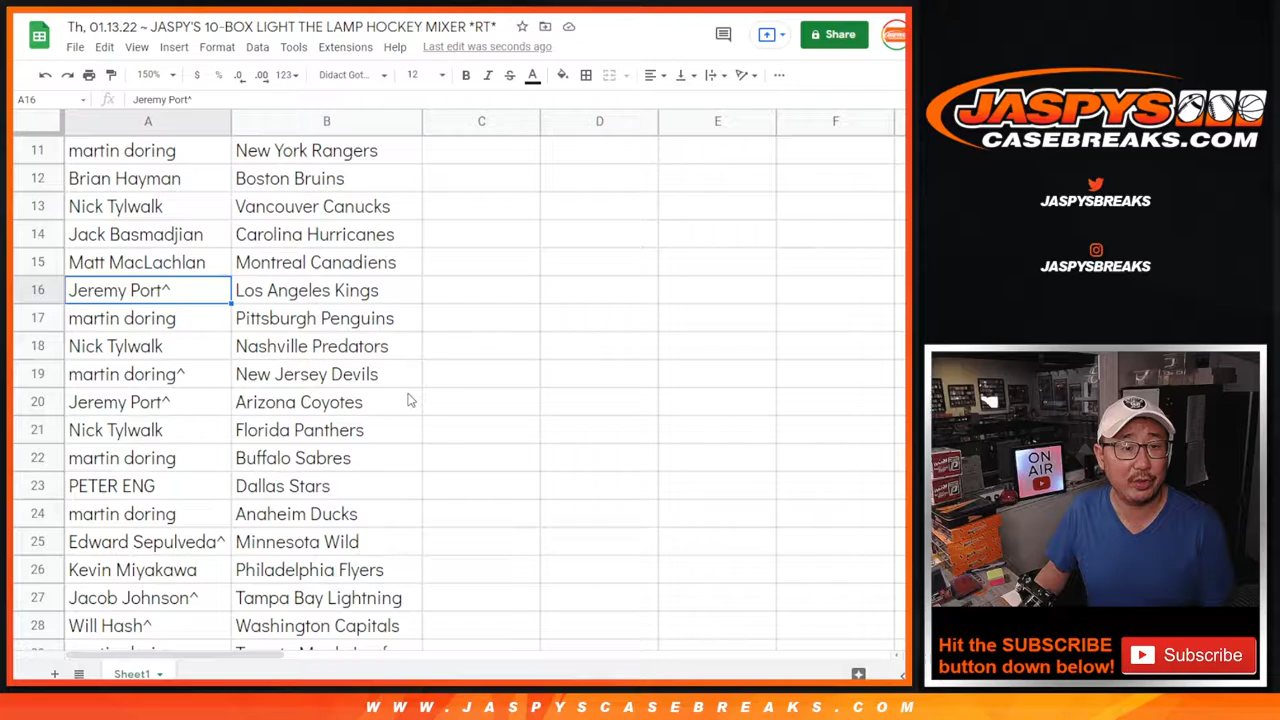 Th, 01.13.22 ~ JASPY'S 10-BOX LIGHT THE LAMP HOCKEY MIXER *RT*
File Edit View Insert Format Data Tools Extensions Help Last edit was seconds ago
Share
150% $ % .0 .00 123 Didact Got... 12 B I S A
A16 fx Jeremy Port^
A B C D E F
11 martin doring New York Rangers
12 Brian Hayman Boston Bruins
13 Nick Tylwalk Vancouver Canucks
14 Jack Basmadjian Carolina Hurricanes
15 Matt MacLachlan Montreal Canadiens
16 Jeremy Port^ Los Angeles Kings
17 martin doring Pittsburgh Penguins
18 Nick Tylwalk Nashville Predators
19 martin doring^ New Jersey Devils
20 Jeremy Port^ Arizona Coyotes
21 Nick Tylwalk Florida Panthers
22 martin doring Buffalo Sabres
23 PETER ENG Dallas Stars
24 martin doring Anaheim Ducks
25 Edward Sepulveda^ Minnesota Wild
26 Kevin Miyakawa Philadelphia Flyers
27 Jacob Johnson^ Tampa Bay Lightning
28 Will Hash^ Washington Capitals
Sheet1
JASPYS
CASEBREAKS.COM
JASPYSBREAKS
JASPYSBREAKS
ON
AIR
Hit the SUBSCRIBE
button down below!
Subscribe
WWW.JASPYSCASEBREAKS.COM